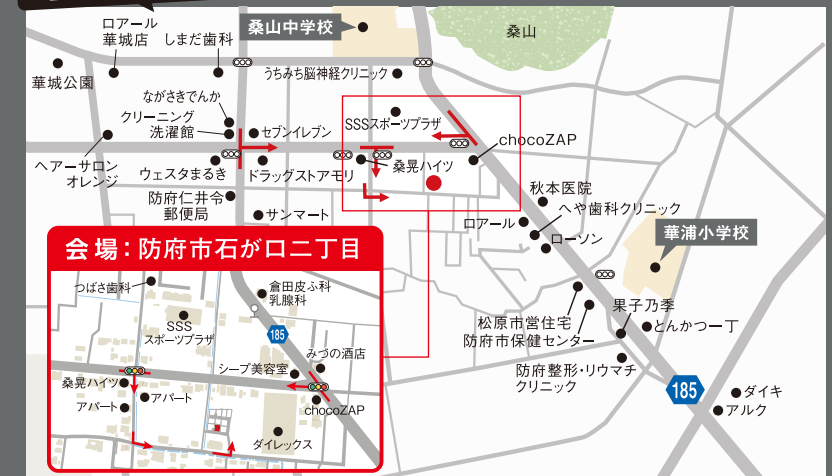 ロアール
華城店
しまだ歯科
桑山中学校
桑山
華城公園
うちみち脳神経クリニック
ながさきでんか
クリーニング
洗濯館
セブンイレブン
SSSスポーツプラザ
chocoZAP
ヘアーサロン
オレンジ
ウェスタまるき
ドラッグストアモリ
桑晃ハイツ
防府仁井令
郵便局
サンマート
秋本医院
へや歯科クリニック
ロアール
ローソン
華浦小学校
松原市営住宅
防府市保健センター
果子乃季
とんかつ一丁
防府整形・リウマチ
クリニック
185
ダイキ
アルク
会場:防府市石が口二丁目
つばさ歯科
倉田皮ふ科
乳腺科
SSS
スポーツプラザ
185
みづの酒店
シープ美容室
桑晃ハイツ
アパート
アパート
chocoZAP
ダイレックス